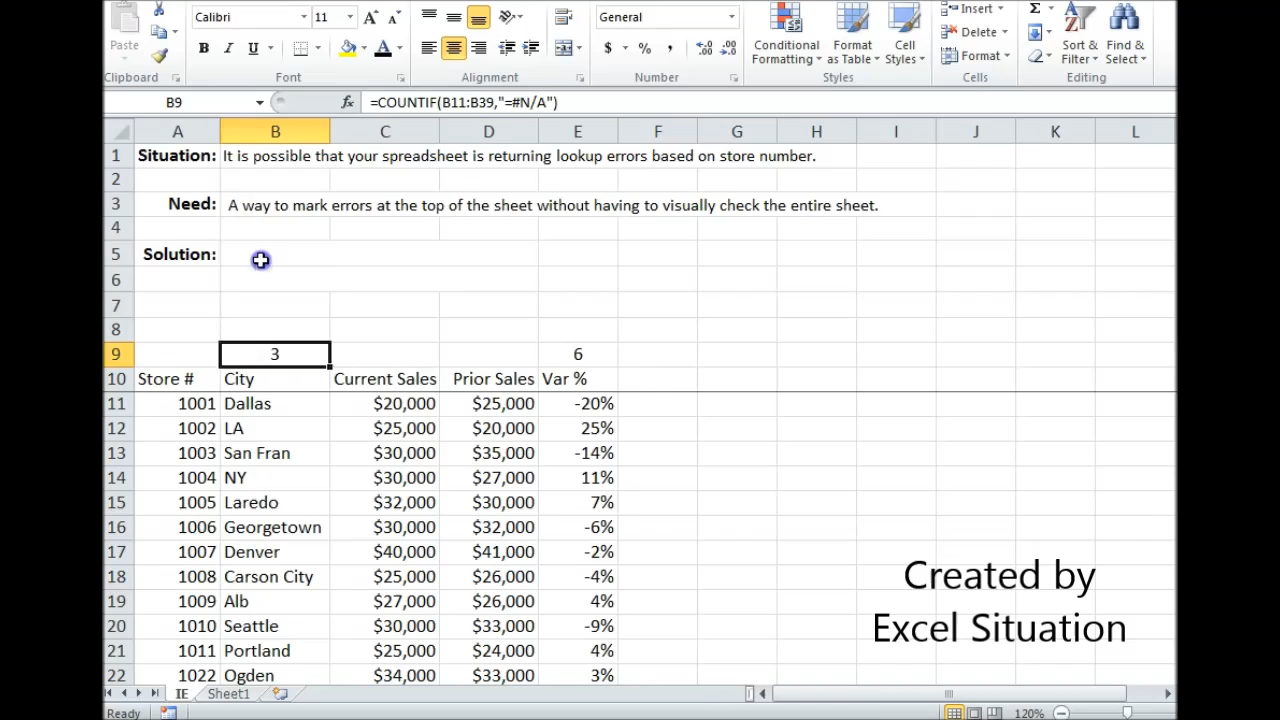 Calibri 11 General Insert Σ
Paste B I U $ % , Conditional Formatting Format as Table Cell Styles Delete Format Sort & Filter Find & Select
Clipboard Font Alignment Number Styles Cells Editing
B9 fx =COUNTIF(B11:B39,"=#N/A")
A B C D E F G H I J K L
1 Situation: It is possible that your spreadsheet is returning lookup errors based on store number.
2
3 Need: A way to mark errors at the top of the sheet without having to visually check the entire sheet.
4
5 Solution:
6
7
8
9 3 6
10 Store # City Current Sales Prior Sales Var %
11 1001 Dallas $20,000 $25,000 -20%
12 1002 LA $25,000 $20,000 25%
13 1003 San Fran $30,000 $35,000 -14%
14 1004 NY $30,000 $27,000 11%
15 1005 Laredo $32,000 $30,000 7%
16 1006 Georgetown $30,000 $32,000 -6%
17 1007 Denver $40,000 $41,000 -2%
18 1008 Carson City $25,000 $26,000 -4%
19 1009 Alb $27,000 $26,000 4%
20 1010 Seattle $30,000 $33,000 -9%
21 1011 Portland $25,000 $24,000 4%
22 1022 Ogden $34,000 $33,000 3%
Created by
Excel Situation
IE Sheet1
Ready 120%